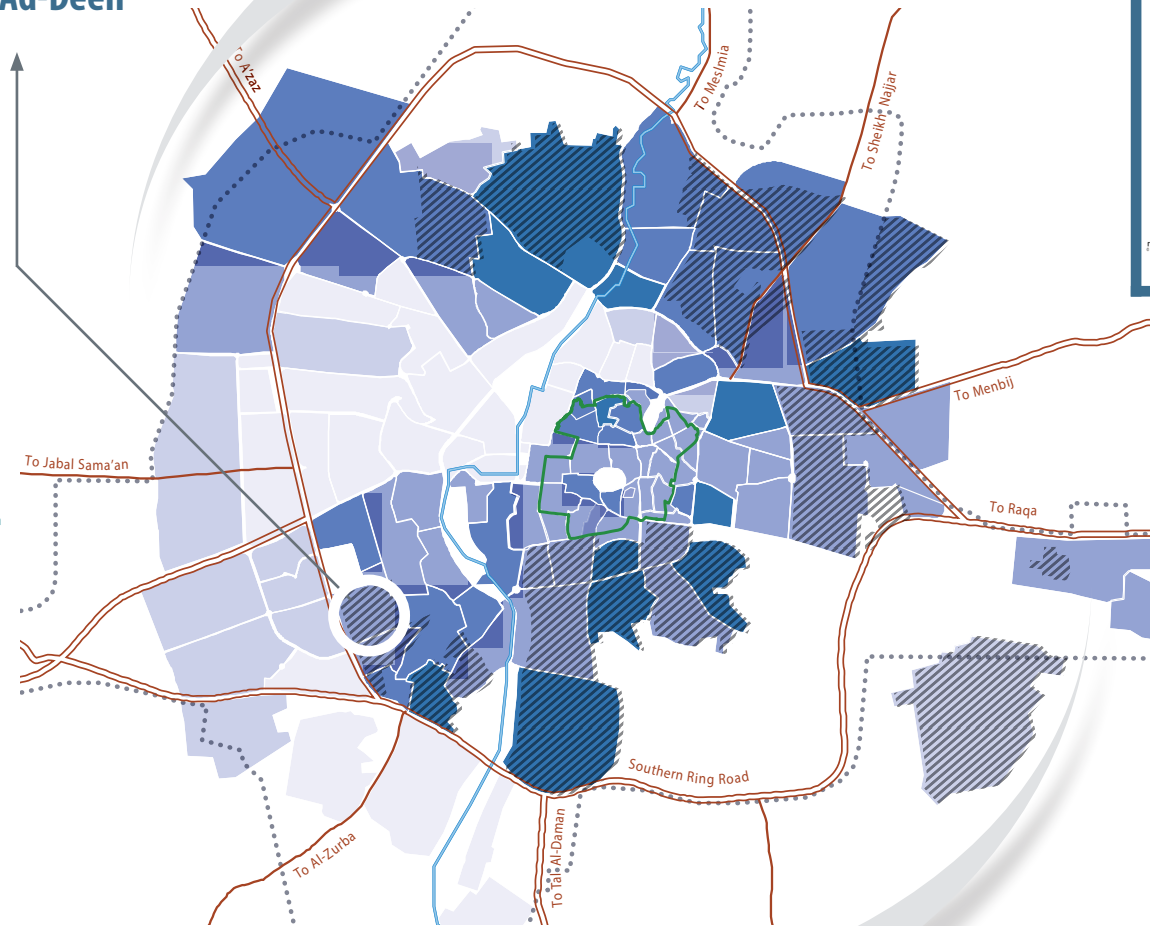 Ad-Deen
To A'zaz
To Meslmia
To Sheikh Najjar
To Menbij
To Jabal Sama'an
To Raqa
Southern Ring Road
To Al-Zurba
To Tal Al-Daman